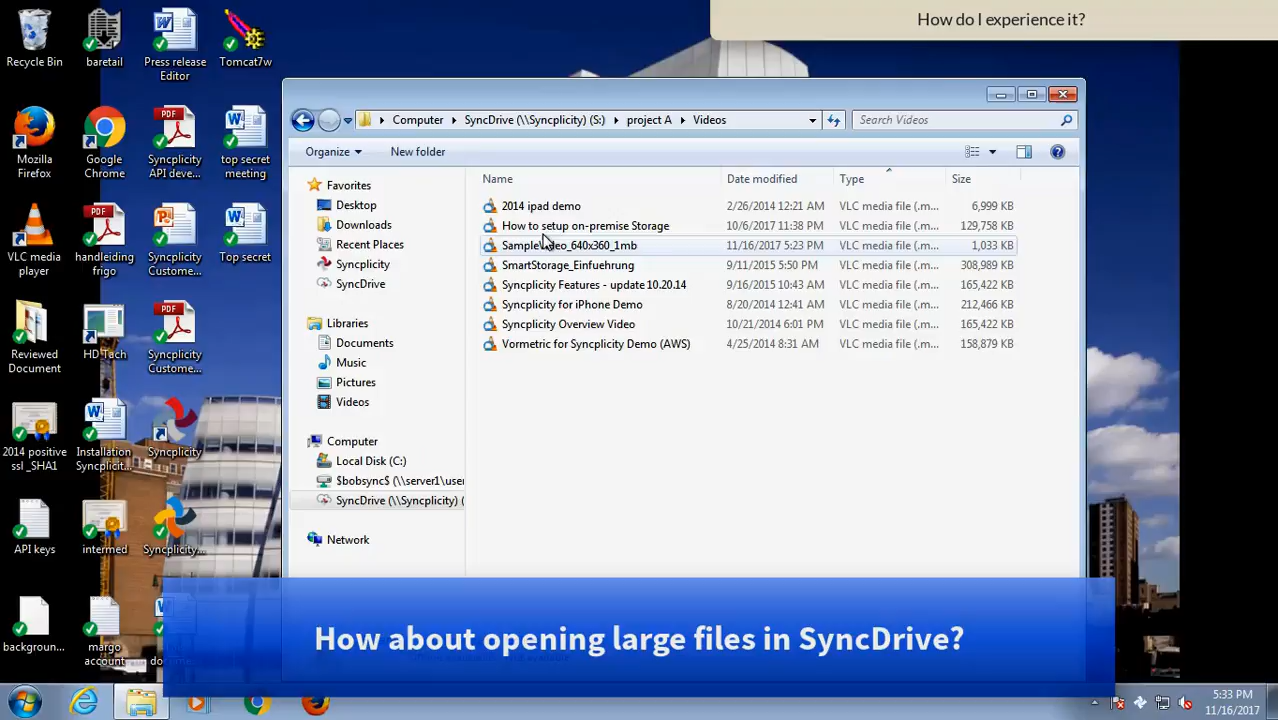 How do I experience it?
Recycle Bin
baretail
Press release
Editor
Tomcat7w
Mozilla
Firefox
Google
Chrome
Syncplicity
API deve...
top secret
meeting
VLC media
player
handleiding
frigo
Syncplicity
Custome...
Top secret
Reviewed
Document
HD Tach
Syncplicity
Custome...
2014 positive
ssl _SHA1
Installation
Syncplicit...
Syncplicity
API keys
intermed
Syncplicity...
backgroun...
margo
account
Computer
SyncDrive (\\Syncplicity) (S:)
project A
Videos
Search Videos
Organize
New folder
Favorites
Desktop
Downloads
Recent Places
Syncplicity
SyncDrive
Libraries
Documents
Music
Pictures
Videos
Computer
Local Disk (C:)
$bobsync$ (\\server1\user
SyncDrive (\\Syncplicity) (
Network
Name Date modified Type Size
2014 ipad demo 2/26/2014 12:21 AM VLC media file (.m... 6,999 KB
How to setup on-premise Storage 10/6/2017 11:38 PM VLC media file (.m... 129,758 KB
SampleVideo_640x360_1mb 11/16/2017 5:23 PM VLC media file (.m... 1,033 KB
SmartStorage_Einfuehrung 9/11/2015 5:50 PM VLC media file (.m... 308,989 KB
Syncplicity Features - update 10.20.14 9/16/2015 10:43 AM VLC media file (.m... 165,422 KB
Syncplicity for iPhone Demo 8/20/2014 12:41 AM VLC media file (.m... 212,466 KB
Syncplicity Overview Video 10/21/2014 6:01 PM VLC media file (.m... 165,422 KB
Vormetric for Syncplicity Demo (AWS) 4/25/2014 8:31 AM VLC media file (.m... 158,879 KB
How about opening large files in SyncDrive?
5:33 PM
11/16/2017